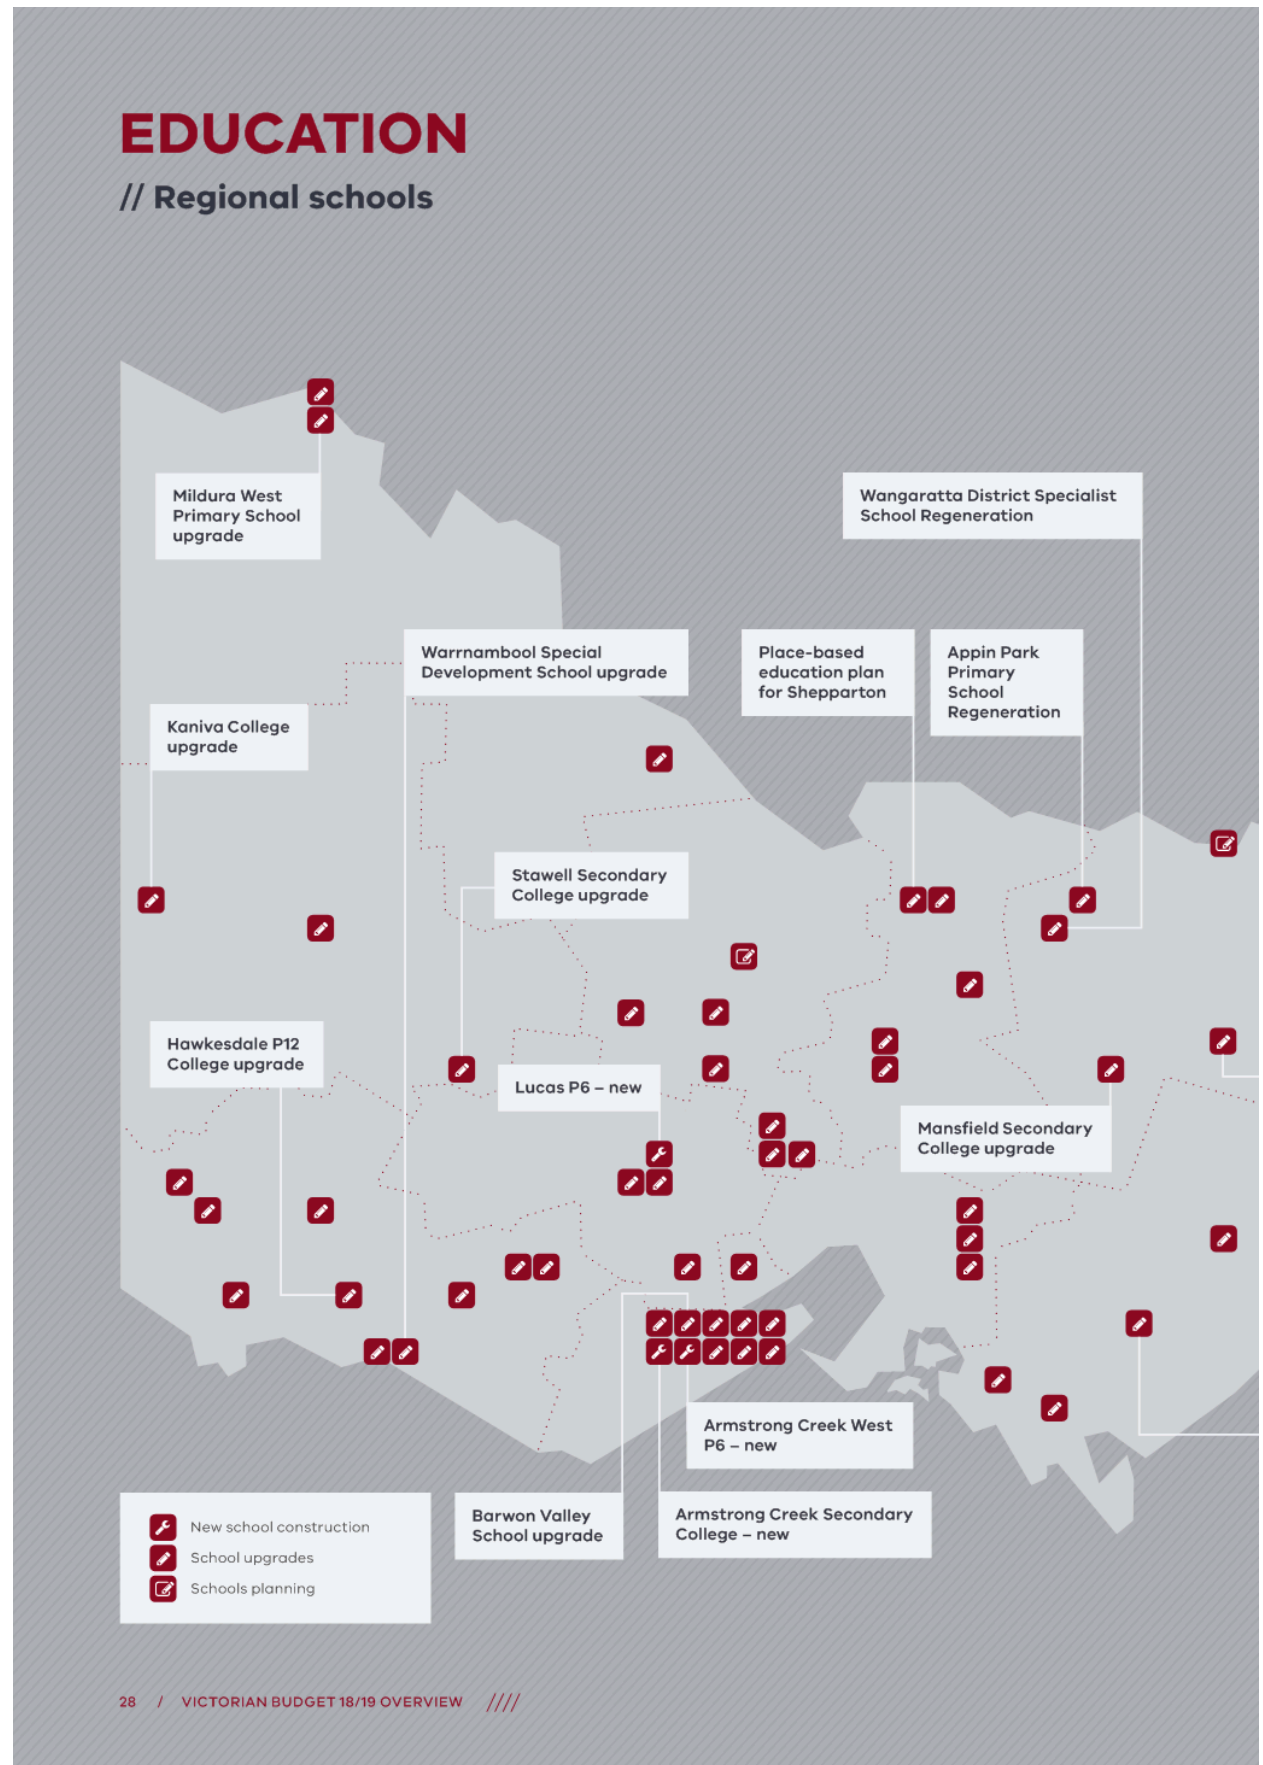 EDUCATION
// Regional schools
Mildura West
Primary School
upgrade
Wangaratta District Specialist
School Regeneration
Warrnambool Special
Development School upgrade
Place-based
education plan
for Shepparton
Appin Park
Primary
School
Regeneration
Kaniva College
upgrade
Stawell Secondary
College upgrade
Hawkesdale P12
College upgrade
Lucas P6 – new
Mansfield Secondary
College upgrade
Armstrong Creek West
P6 – new
Barwon Valley
School upgrade
Armstrong Creek Secondary
College – new
New school construction
School upgrades
Schools planning
28 / VICTORIAN BUDGET 18/19 OVERVIEW ////